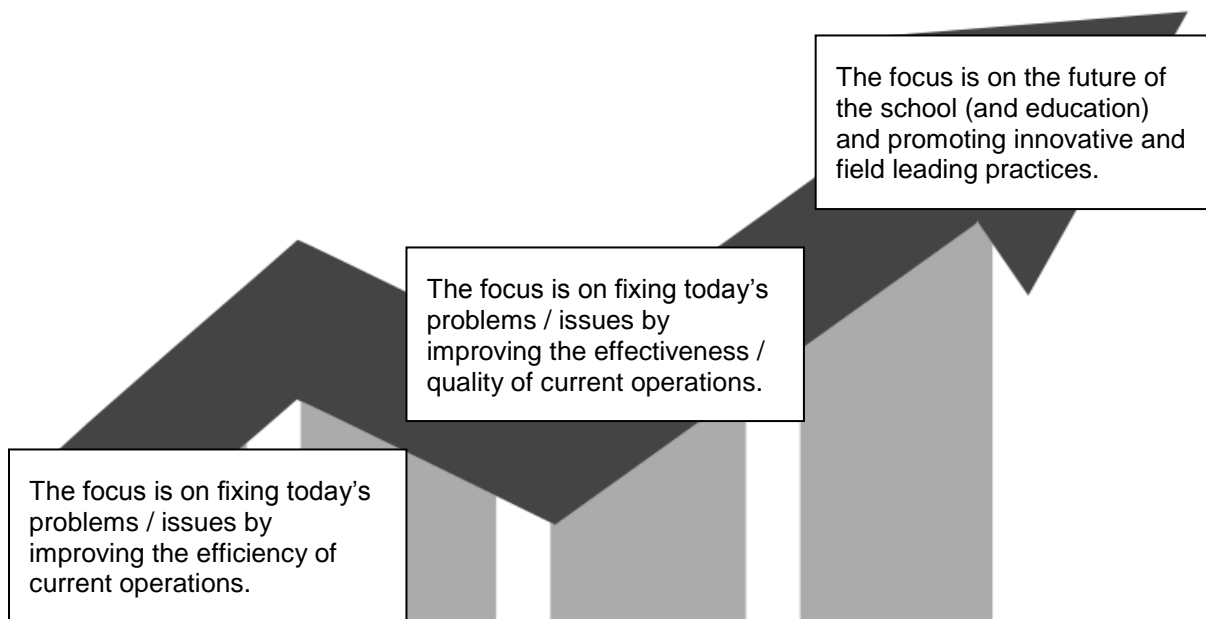 The focus is on the future of
the school (and education)
and promoting innovative and
field leading practices.
The focus is on fixing today’s
problems / issues by
improving the effectiveness /
quality of current operations.
The focus is on fixing today’s
problems / issues by
improving the efficiency of
current operations.